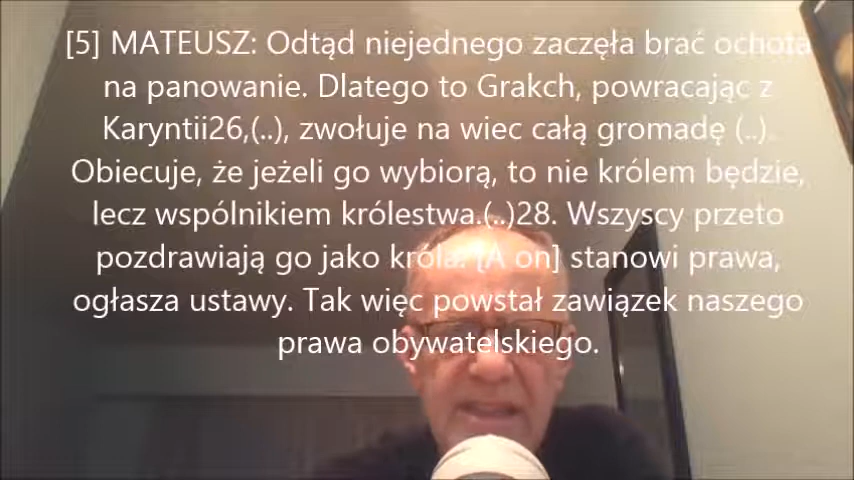 [5] MATEUSZ: Odtąd niejednego zaczęła brać ochota
na panowanie. Dlatego to Grakch, powracając z
Karyntii26,(..), zwołuje na wiec całą gromadę (..).
Obiecuje, że jeżeli go wybiorą, to nie królem będzie,
lecz wspólnikiem królestwa.(..)28. Wszyscy przeto
pozdrawiają go jako króla. [A on] stanowi prawa,
ogłasza ustawy. Tak więc powstał zawiązek naszego
prawa obywatelskiego.